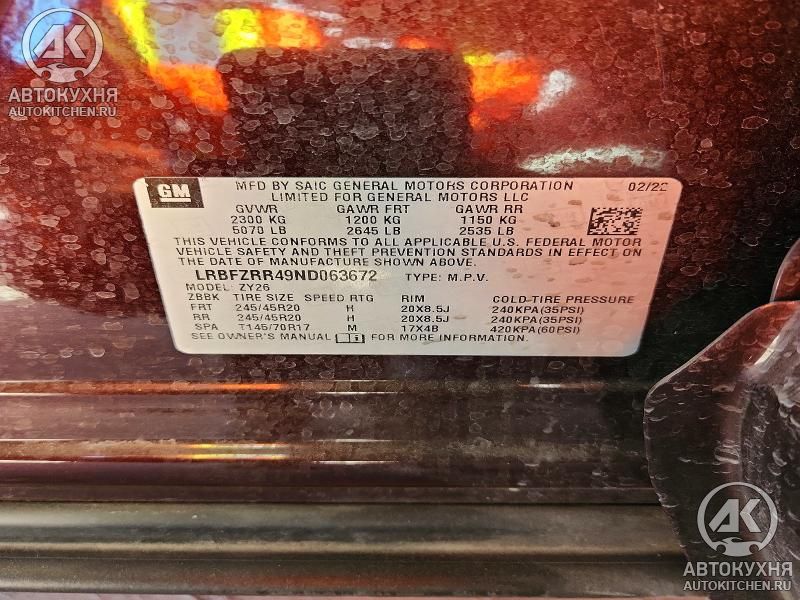 AK
АВТОКУХНЯ
AUTOKITCHEN.RU
GM
MFD BY SAIC GENERAL MOTORS CORPORATION 02/22
LIMITED FOR GENERAL MOTORS LLC
GVWR GAWR FRT GAWR RR
2300 KG 1200 KG 1150 KG
5070 LB 2645 LB 2535 LB
THIS VEHICLE CONFORMS TO ALL APPLICABLE U.S. FEDERAL MOTOR
VEHICLE SAFETY AND THEFT PREVENTION STANDARDS IN EFFECT ON
THE DATE OF MANUFACTURE SHOWN ABOVE.
LRBFZRR49ND063672 TYPE: M.P.V.
MODEL: ZY26
ZBBK TIRE SIZE SPEED RTG RIM COLD-TIRE PRESSURE
FRT 245/45R20 H 20X8.5J 240KPA(35PSI)
RR 245/45R20 H 20X8.5J 240KPA(35PSI)
SPA T145/70R17 M 17X4B 420KPA(60PSI)
SEE OWNER'S MANUAL FOR MORE INFORMATION
AK
АВТОКУХНЯ
AUTOKITCHEN.RU